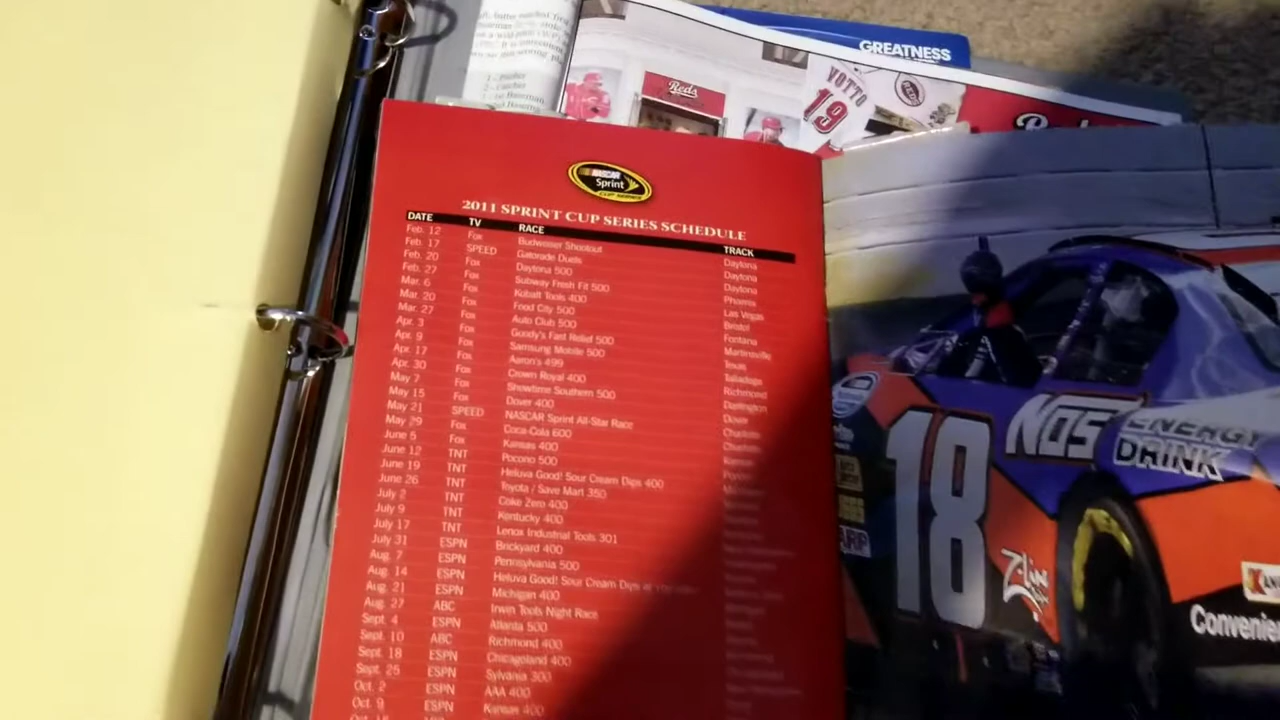 GREATNESS
1 - Pitcher
2 - Catcher
Reds
VOTTO
19
NASCAR
Sprint
CUP SERIES
2011 SPRINT CUP SERIES SCHEDULE
DATE TV RACE TRACK
Feb. 12 Fox Budweiser Shootout Daytona
Feb. 17 SPEED Gatorade Duels Daytona
Feb. 20 Fox Daytona 500 Daytona
Feb. 27 Fox Subway Fresh Fit 500 Phoenix
Mar. 6 Fox Kobalt Tools 400 Las Vegas
Mar. 20 Fox Food City 500 Bristol
Mar. 27 Fox Auto Club 500 Fontana
Apr. 3 Fox Goody's Fast Relief 500 Martinsville
Apr. 9 Fox Samsung Mobile 500 Texas
Apr. 17 Fox Aaron's 499 Talladega
Apr. 30 Fox Crown Royal 400 Richmond
May 7 Fox Showtime Southern 500 Darlington
May 15 Fox Dover 400 Dover
May 21 SPEED NASCAR Sprint All-Star Race Charlotte
May 29 Fox Coca-Cola 600 Charlotte
June 5 Fox Kansas 400
June 12 TNT Pocono 500
June 19 TNT Heluva Good! Sour Cream Dips 400
June 26 TNT Toyota / Save Mart 350
July 2 TNT Coke Zero 400
July 9 TNT Kentucky 400
July 17 TNT Lenox Industrial Tools 301
July 31 ESPN Brickyard 400
Aug. 7 ESPN Pennsylvania 500
Aug. 14 ESPN Heluva Good! Sour Cream Dips at
Aug. 21 ESPN Michigan 400
Aug. 27 ABC Irwin Tools Night Race
Sept. 4 ESPN Atlanta 500
Sept. 10 ABC Richmond 400
Sept. 18 ESPN Chicagoland 400
Sept. 25 ESPN Sylvania 300
Oct. 2 ESPN AAA 400
Oct. 9 ESPN Kansas 400
18
NOS
ENERGY
DRINK
Z-Line